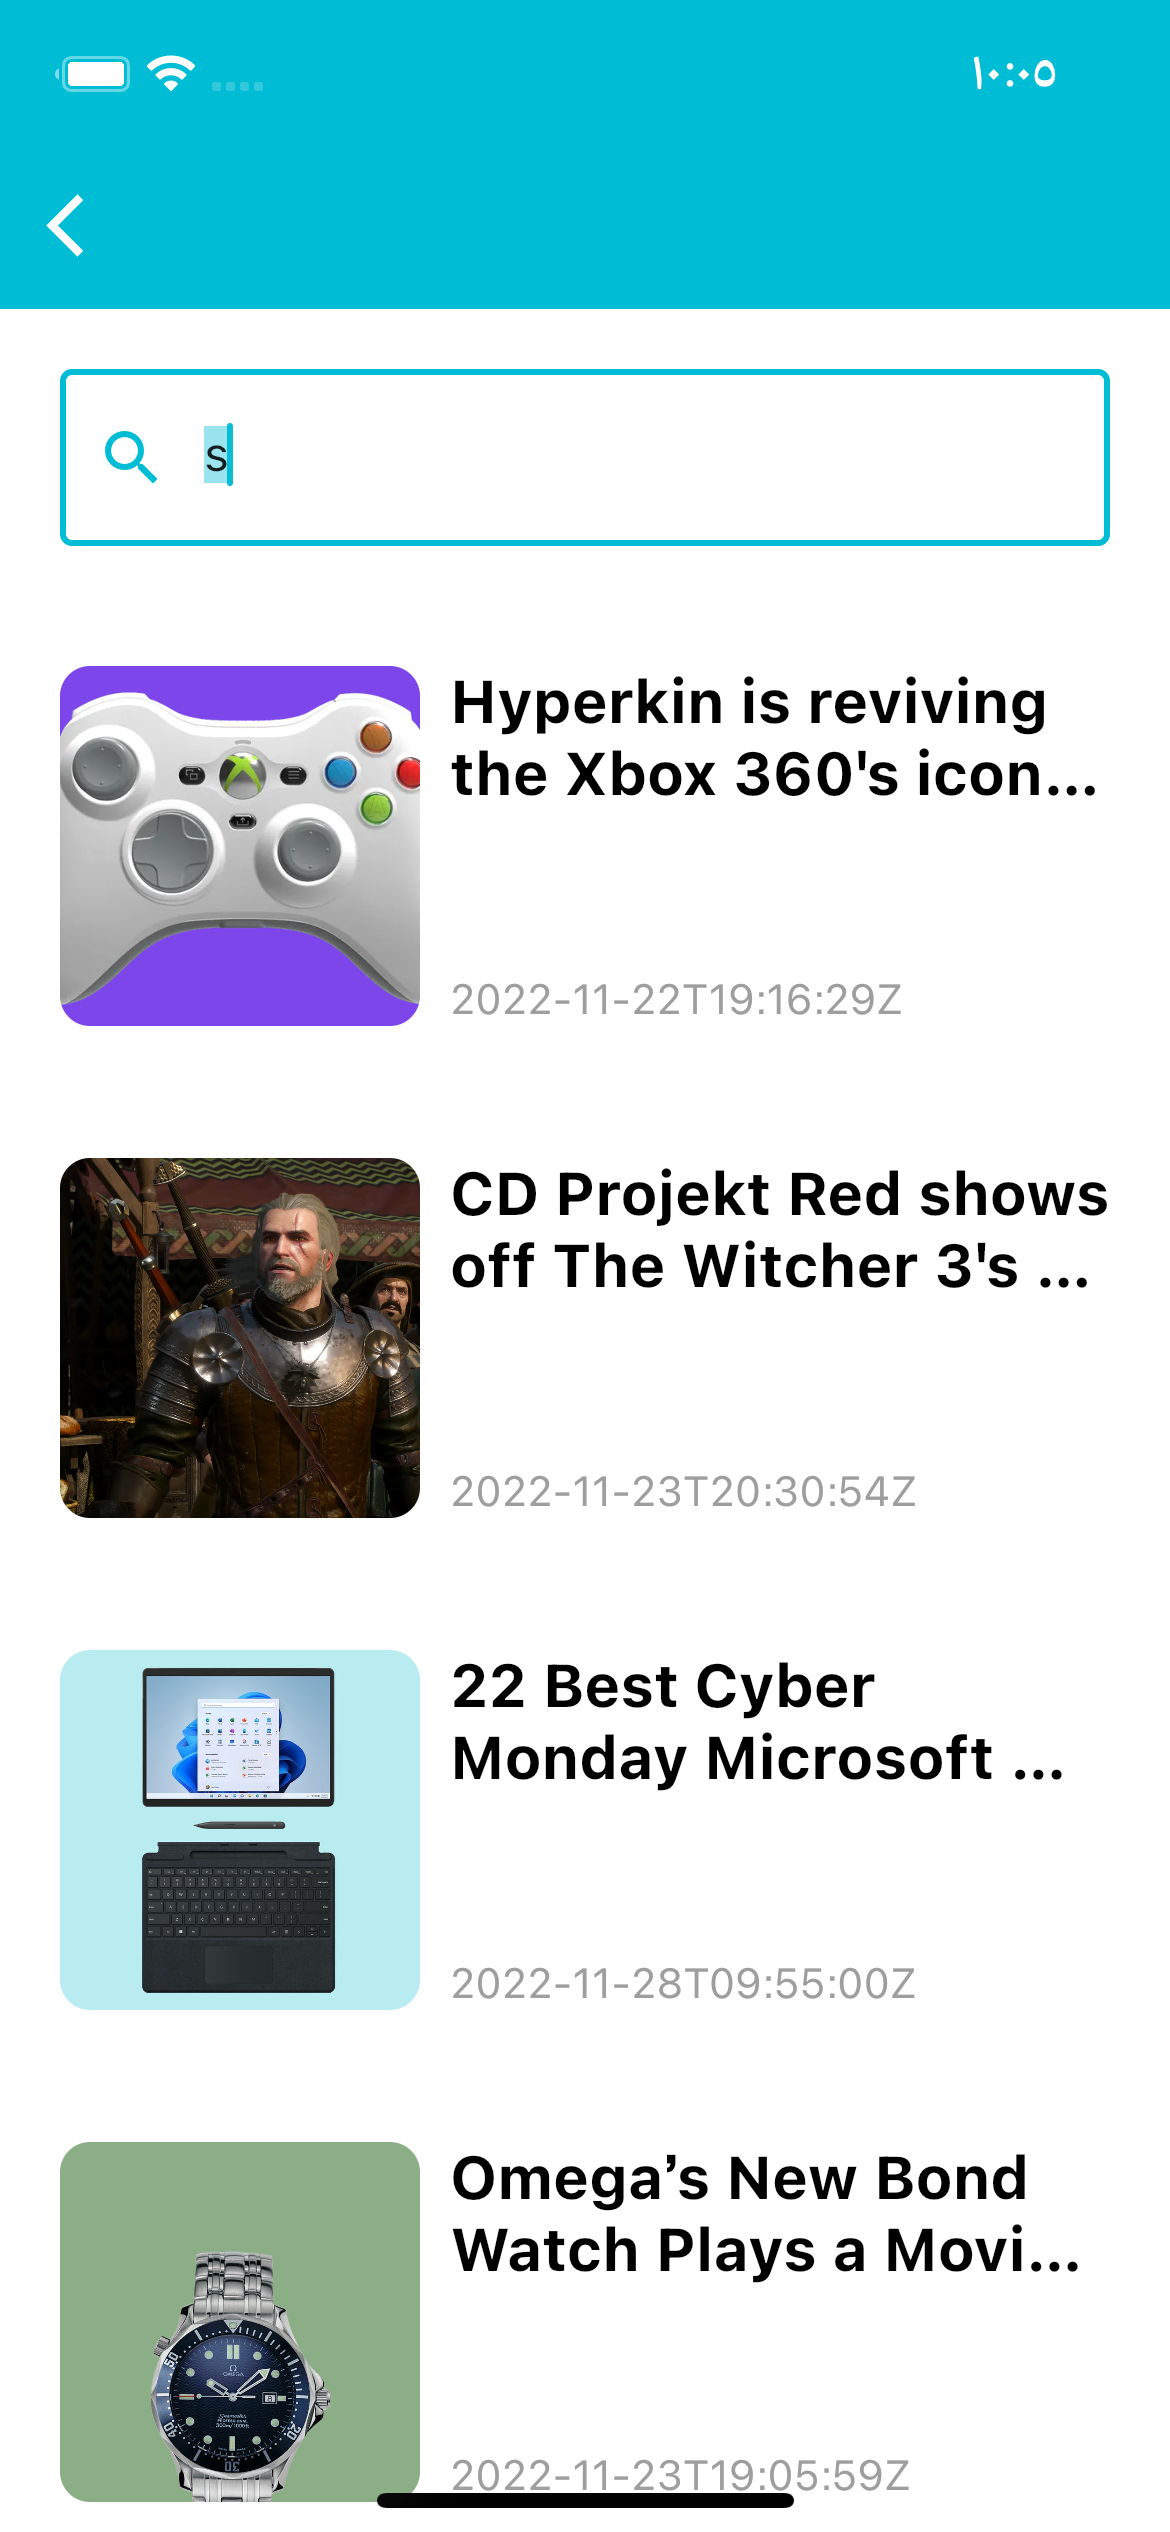 ١٠:٠٥
s
Hyperkin is reviving
the Xbox 360's icon...
2022-11-22T19:16:29Z
CD Projekt Red shows
off The Witcher 3's ...
2022-11-23T20:30:54Z
22 Best Cyber
Monday Microsoft ...
2022-11-28T09:55:00Z
Omega’s New Bond
Watch Plays a Movi...
2022-11-23T19:05:59Z